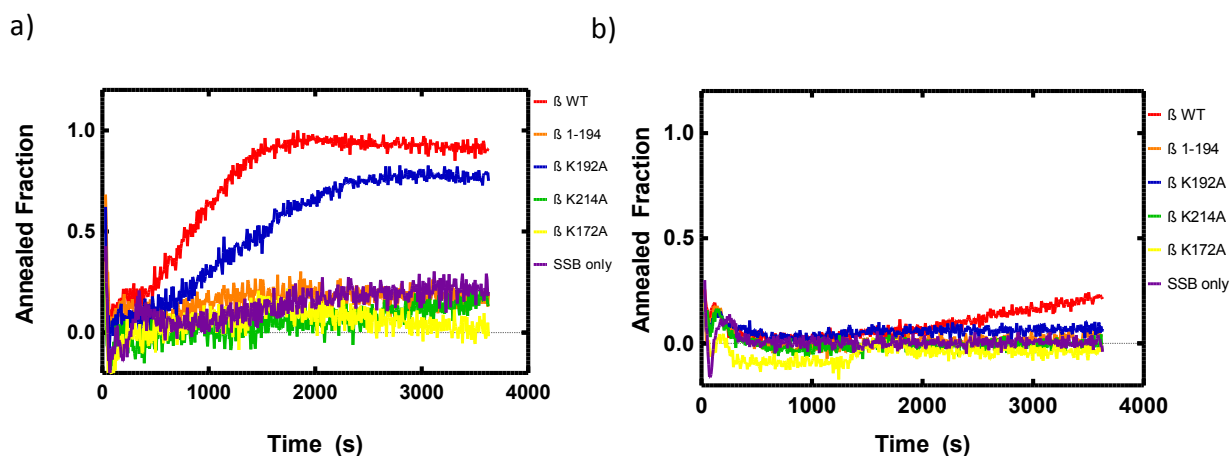 a)
Annealed Fraction
1.0
0.5
0.0
0
1000
2000
3000
4000
Time (s)
ß WT
ß 1-194
ß K192A
ß K214A
ß K172A
SSB only
b)
Annealed Fraction
1.0
0.5
0.0
0
1000
2000
3000
4000
Time (s)
ß WT
ß 1-194
ß K192A
ß K214A
ß K172A
SSB only